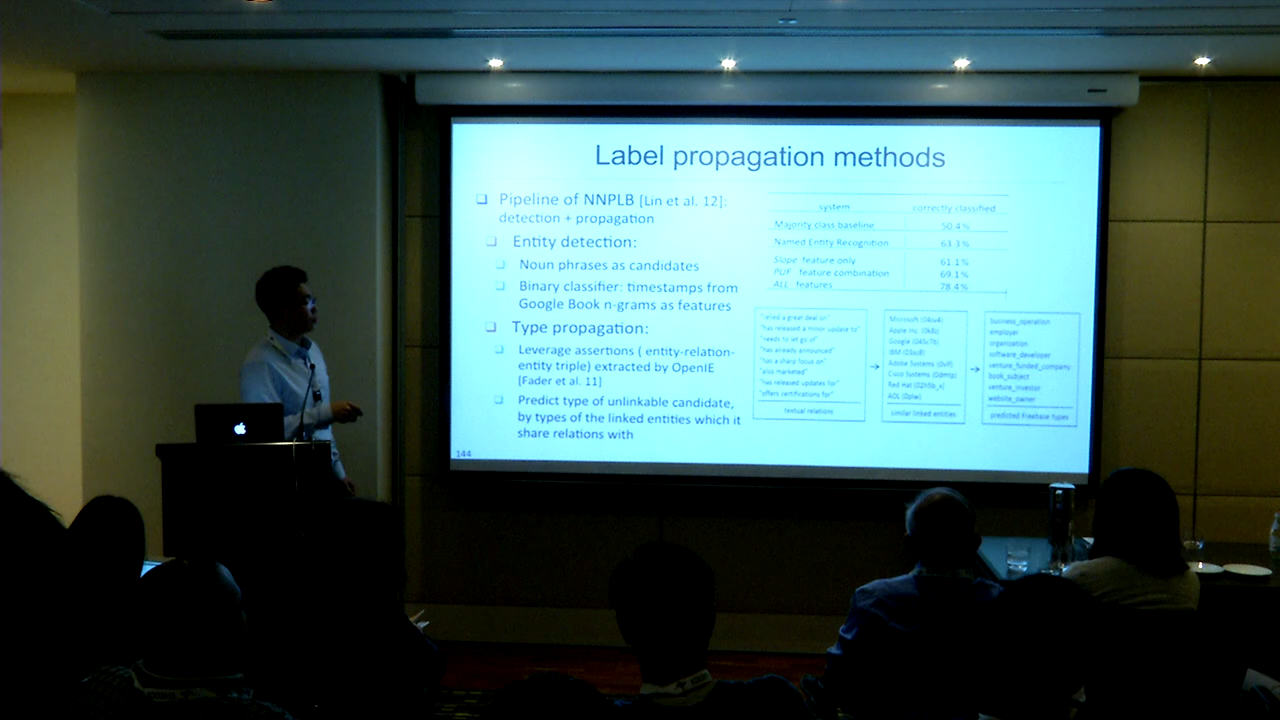 Label propagation methods
Pipeline of NNPLB [Lin et al. 12]:
detection + propagation
Entity detection:
Noun phrases as candidates
Binary classifier: timestamps from
Google Book n-grams as features
Type propagation:
Leverage assertions ( entity-relation-
entity triple) extracted by OpenIE
[Fader et al. 11]
Predict type of unlinkable candidate,
by types of the linked entities which it
share relations with
144
system correctly classified
Majority class baseline 50.4%
Named Entity Recognition 63.3%
Slope feature only 61.1%
PUF feature combination 69.1%
ALL features 78.4%
"has released a minor update to"
"needs to let go of"
"has already announced"
"has a sharp focus on"
"also marketed"
"has released updates for"
"offers certifications for"
textual relations
Microsoft
Apple Inc.
Google
IBM
Adobe Systems
Cisco Systems
Red Hat
AOL
similar linked entities
business_operation
employer
organization
software_developer
venture_funded_company
book_subject
venture_investor
website_owner
predicted Freebase types